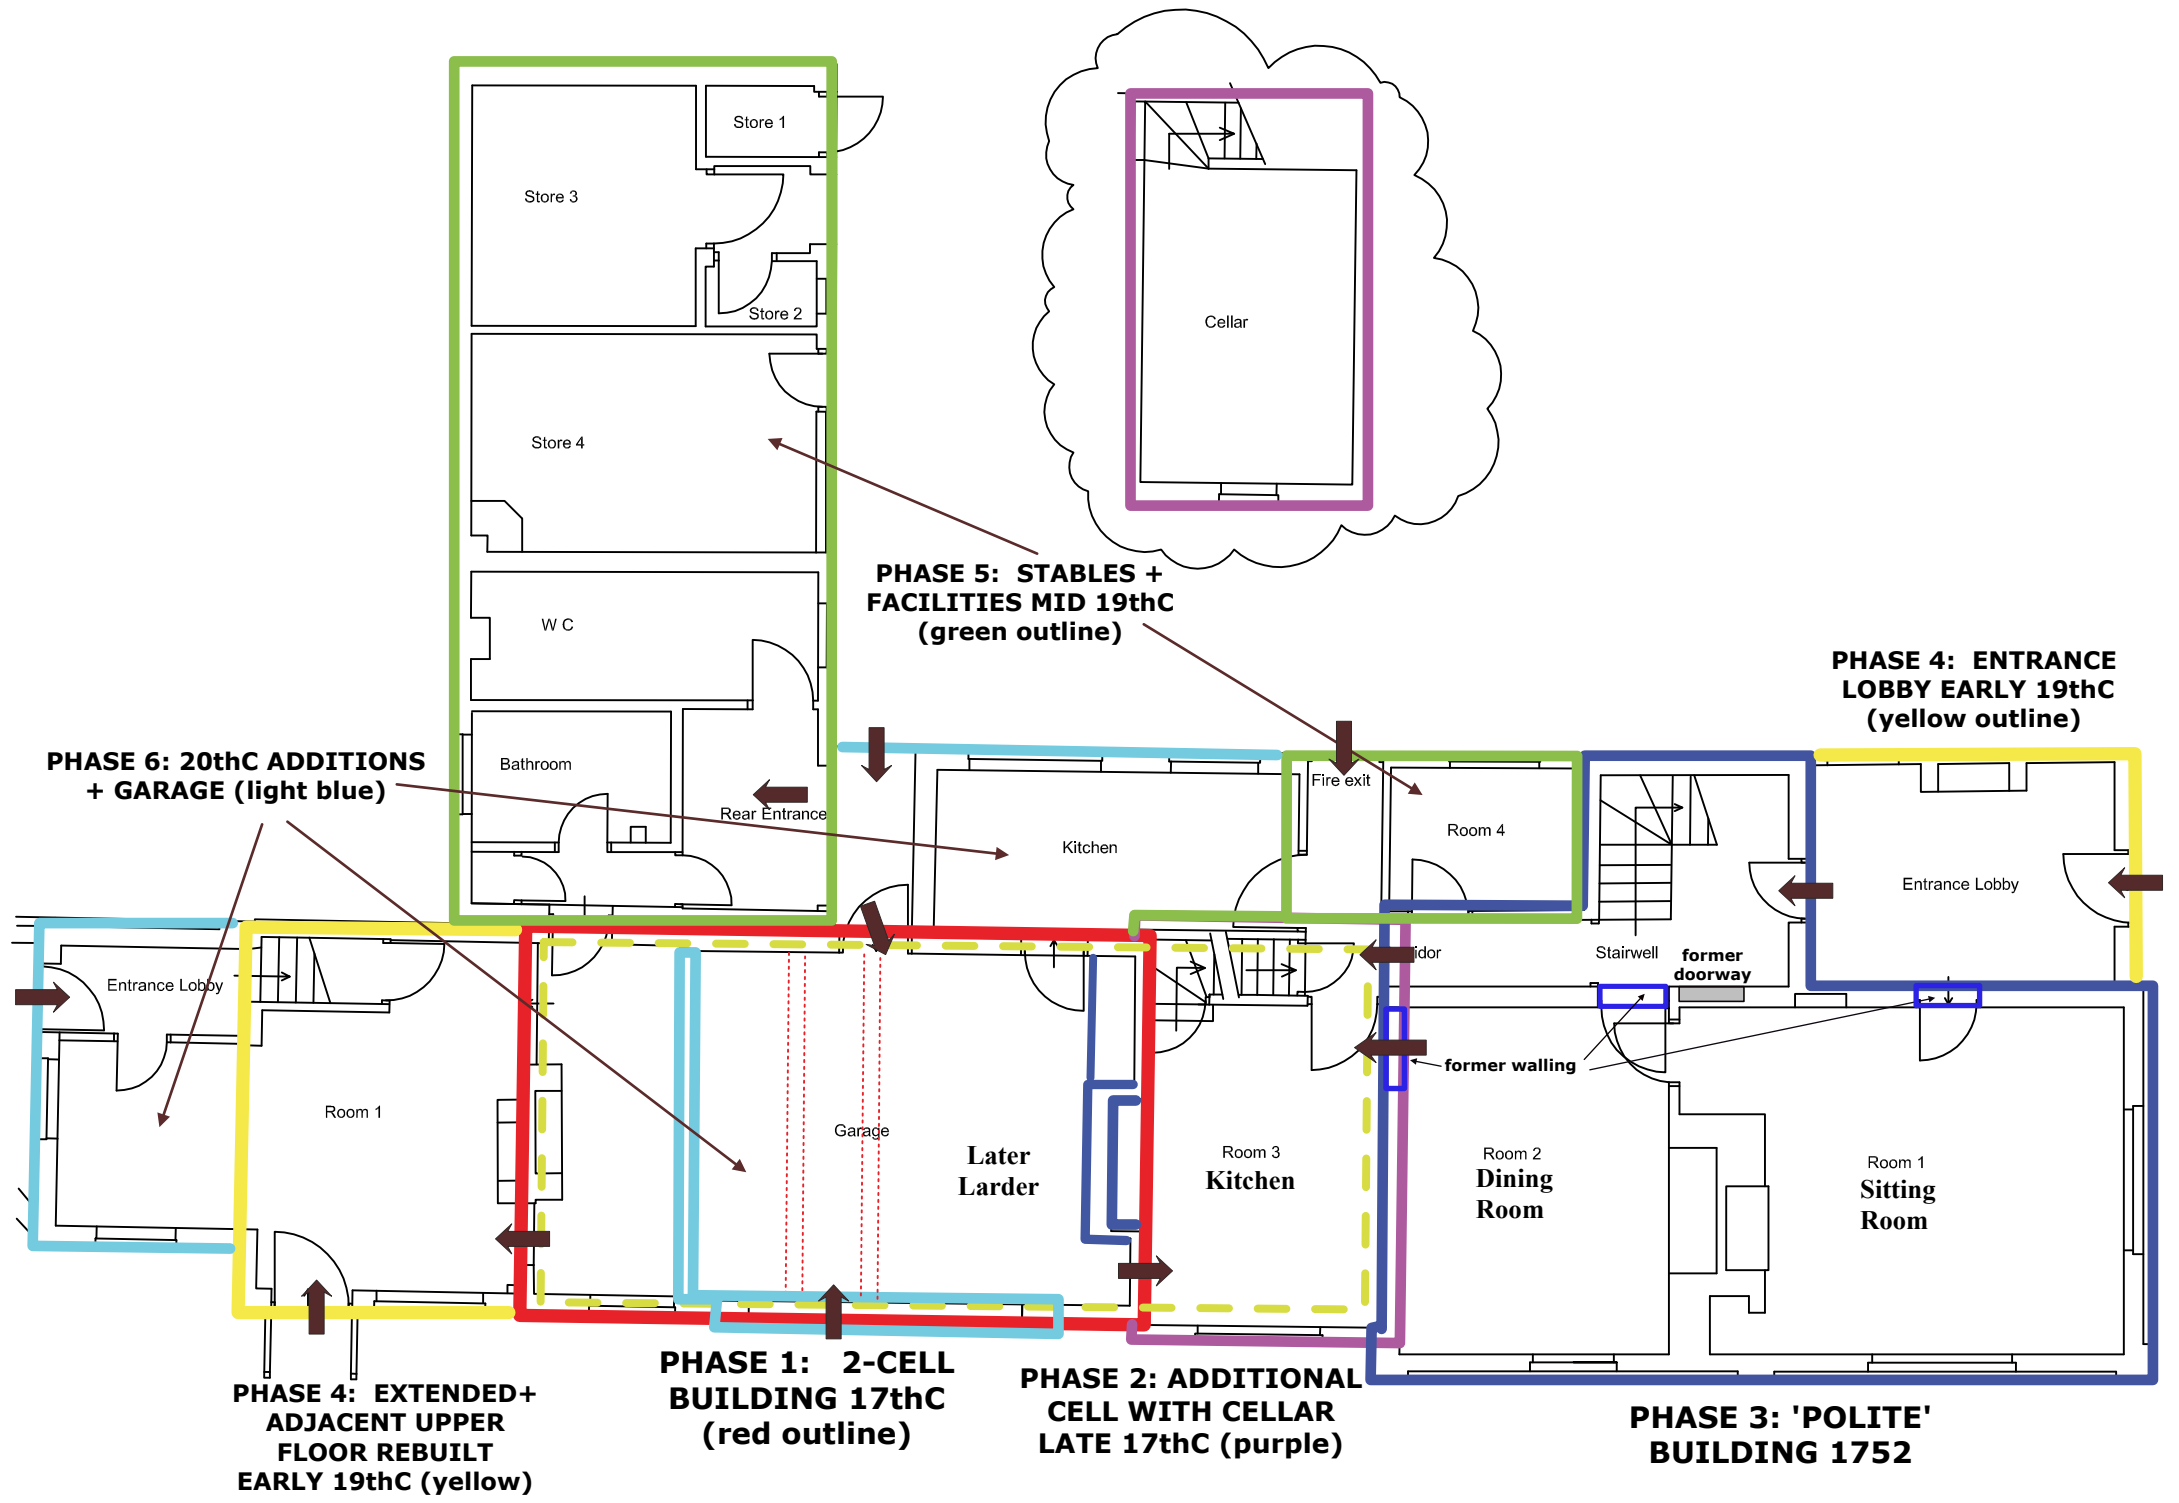 Store 1
Store 3
Store 2
Cellar
Store 4
PHASE 5: STABLES +
FACILITIES MID 19thC
(green outline)
W C
PHASE 4: ENTRANCE
LOBBY EARLY 19thC
(yellow outline)
PHASE 6: 20thC ADDITIONS
+ GARAGE (light blue)
Bathroom
Rear Entrance
Fire exit
Kitchen
Room 4
Entrance Lobby
idor
Stairwell
former
doorway
Entrance Lobby
former walling
Room 1
Garage
Later
Larder
Room 3
Kitchen
Room 2
Dining
Room
Room 1
Sitting
Room
PHASE 1: 2-CELL
BUILDING 17thC
(red outline)
PHASE 2: ADDITIONAL
CELL WITH CELLAR
LATE 17thC (purple)
PHASE 4: EXTENDED+
ADJACENT UPPER
FLOOR REBUILT
EARLY 19thC (yellow)
PHASE 3: 'POLITE'
BUILDING 1752